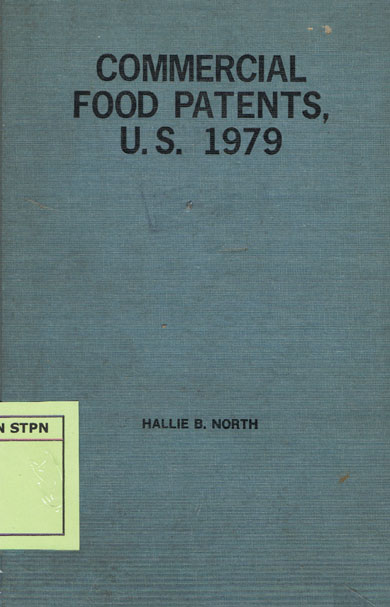 COMMERCIAL
FOOD PATENTS,
U.S. 1979
HALLIE B. NORTH
N STPN